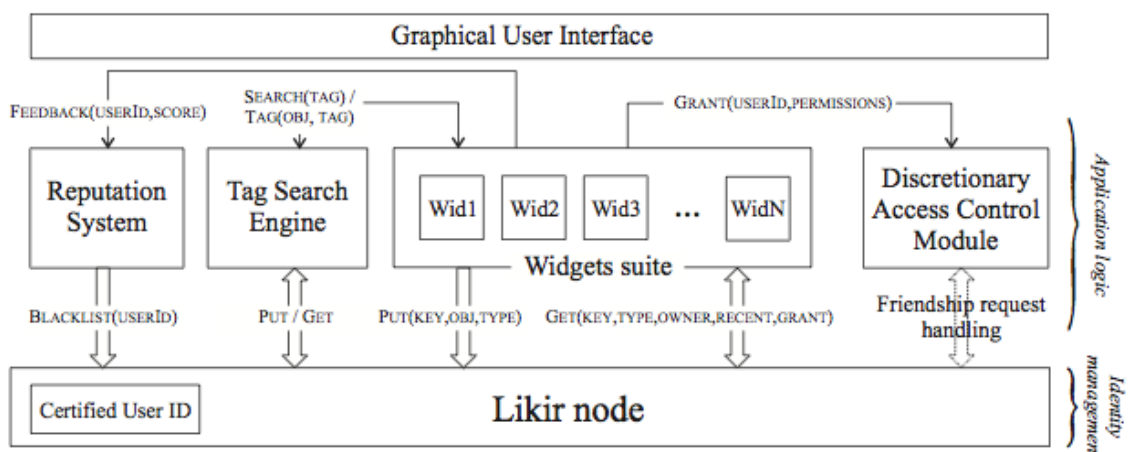 Graphical User Interface
FEEDBACK(USERID,SCORE)
SEARCH(TAG) /
TAG(OBJ, TAG)
GRANT(USERID,PERMISSIONS)
Reputation
System
Tag Search
Engine
Wid1
Wid2
Wid3
...
WidN
Widgets suite
Discretionary
Access Control
Module
Application logic
BLACKLIST(USERID)
PUT / GET
PUT(KEY,OBJ,TYPE)
GET(KEY,TYPE,OWNER,RECENT,GRANT)
Friendship request
handling
Certified User ID
Likir node
Identity
managemen